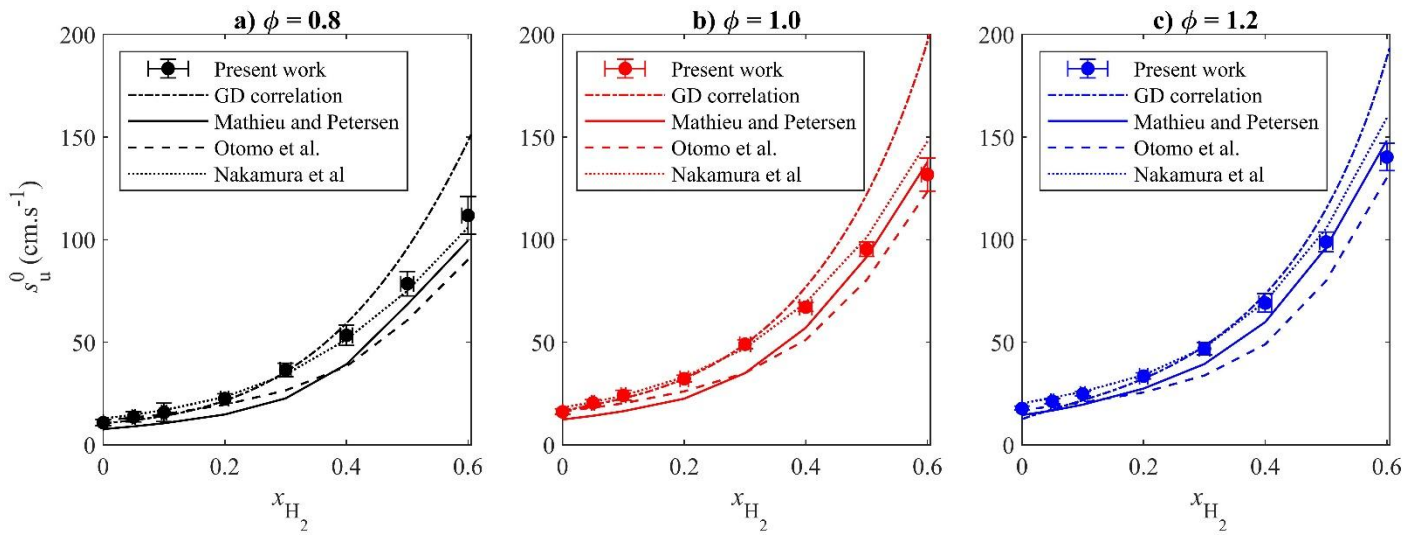 a) ϕ = 0.8
200
150
100
50
0
0
0.2
0.4
0.6
s_u^0 (cm.s⁻¹)
x_H₂
Present work
GD correlation
Mathieu and Petersen
Otomo et al.
Nakamura et al
b) ϕ = 1.0
200
150
100
50
0
0
0.2
0.4
0.6
x_H₂
Present work
GD correlation
Mathieu and Petersen
Otomo et al.
Nakamura et al
c) ϕ = 1.2
200
150
100
50
0
0
0.2
0.4
0.6
x_H₂
Present work
GD correlation
Mathieu and Petersen
Otomo et al.
Nakamura et al